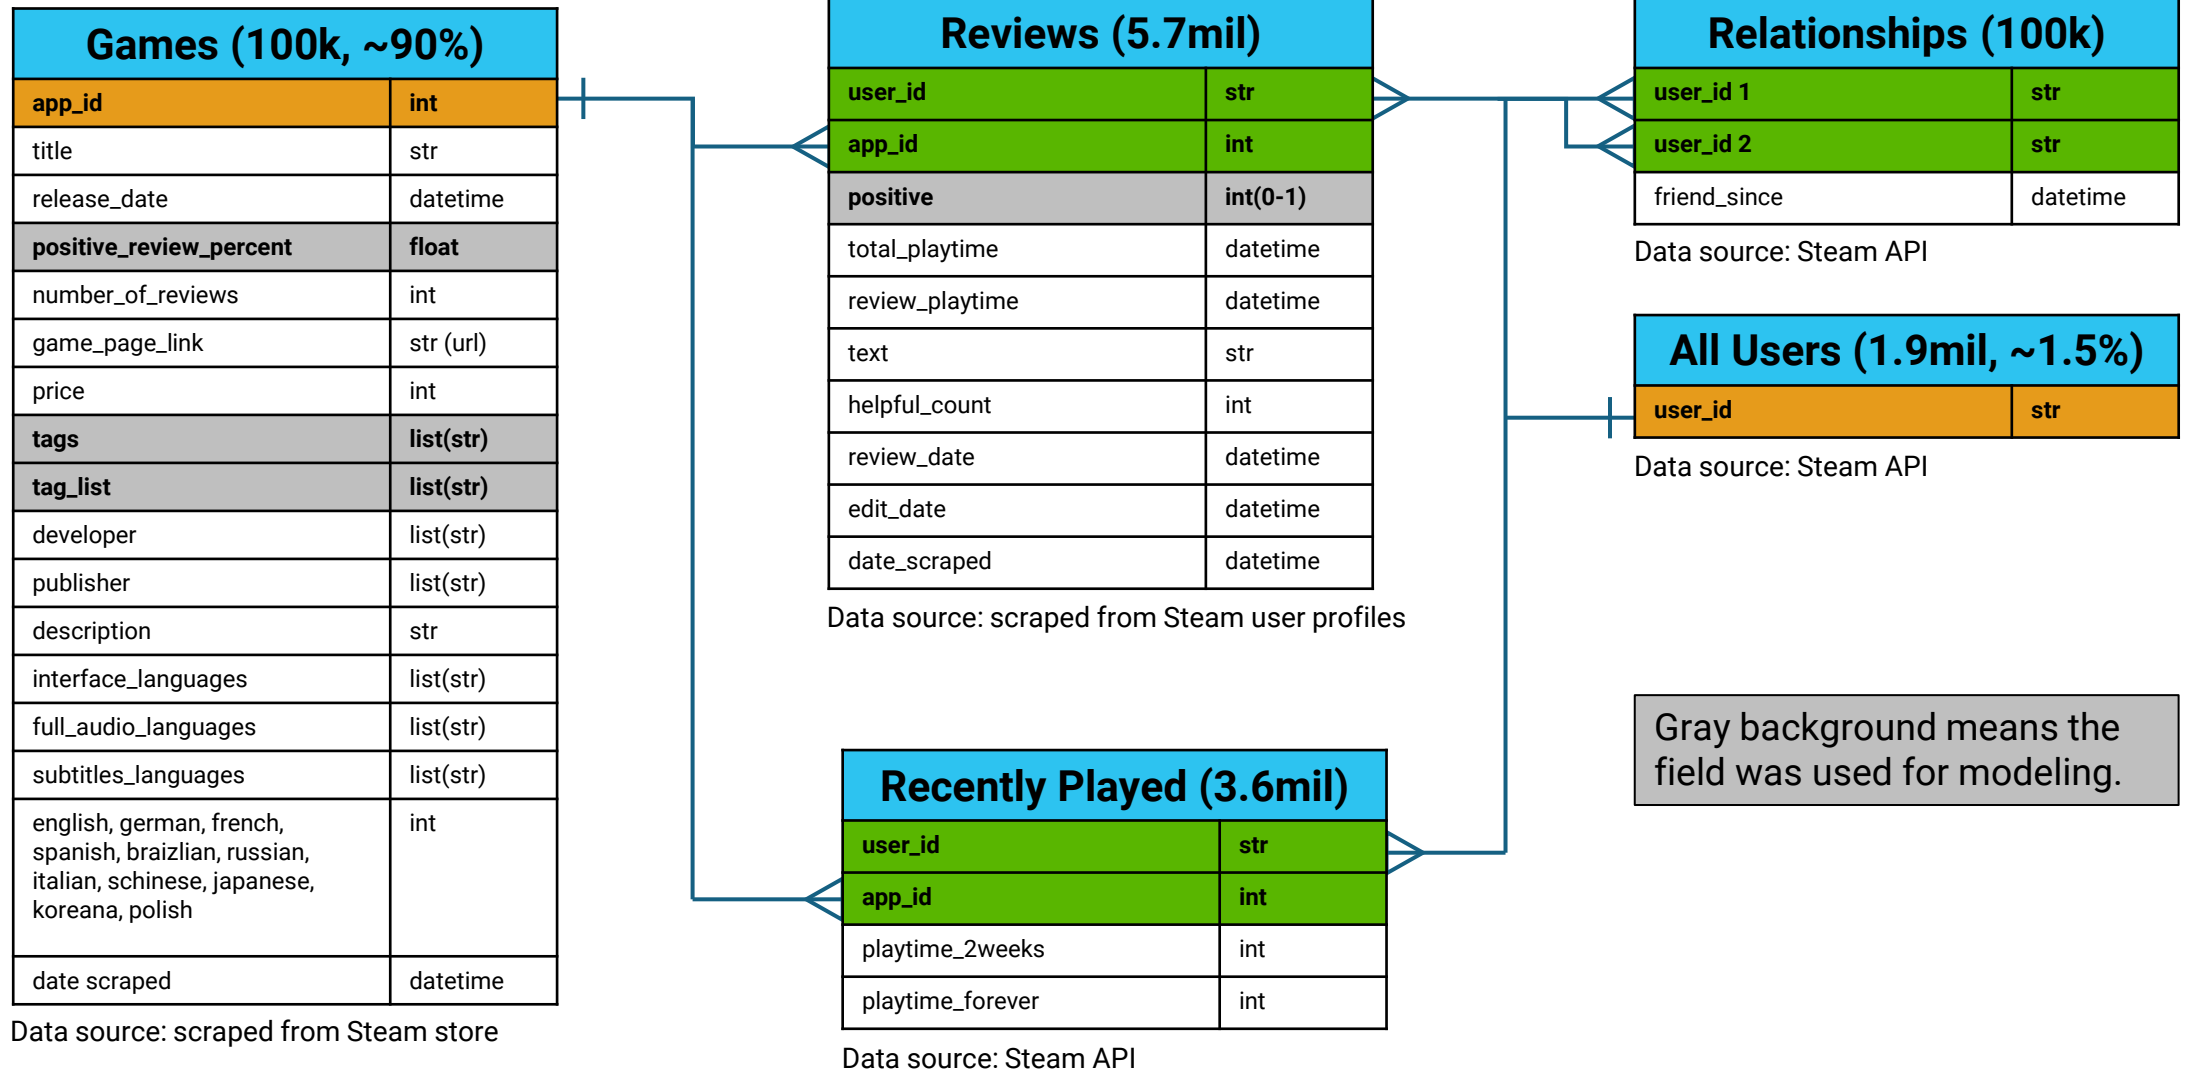 Games (100k, ~90%)
app_id int
title str
release_date datetime
positive_review_percent float
number_of_reviews int
game_page_link str (url)
price int
tags list(str)
tag_list list(str)
developer list(str)
publisher list(str)
description str
interface_languages list(str)
full_audio_languages list(str)
subtitles_languages list(str)
english, german, french, int
spanish, braizlian, russian,
italian, schinese, japanese,
koreana, polish
date scraped datetime
Data source: scraped from Steam store
Reviews (5.7mil)
user_id str
app_id int
positive int(0-1)
total_playtime datetime
review_playtime datetime
text str
helpful_count int
review_date datetime
edit_date datetime
date_scraped datetime
Data source: scraped from Steam user profiles
Recently Played (3.6mil)
user_id str
app_id int
playtime_2weeks int
playtime_forever int
Data source: Steam API
Relationships (100k)
user_id 1 str
user_id 2 str
friend_since datetime
Data source: Steam API
All Users (1.9mil, ~1.5%)
user_id str
Data source: Steam API
Gray background means the
field was used for modeling.